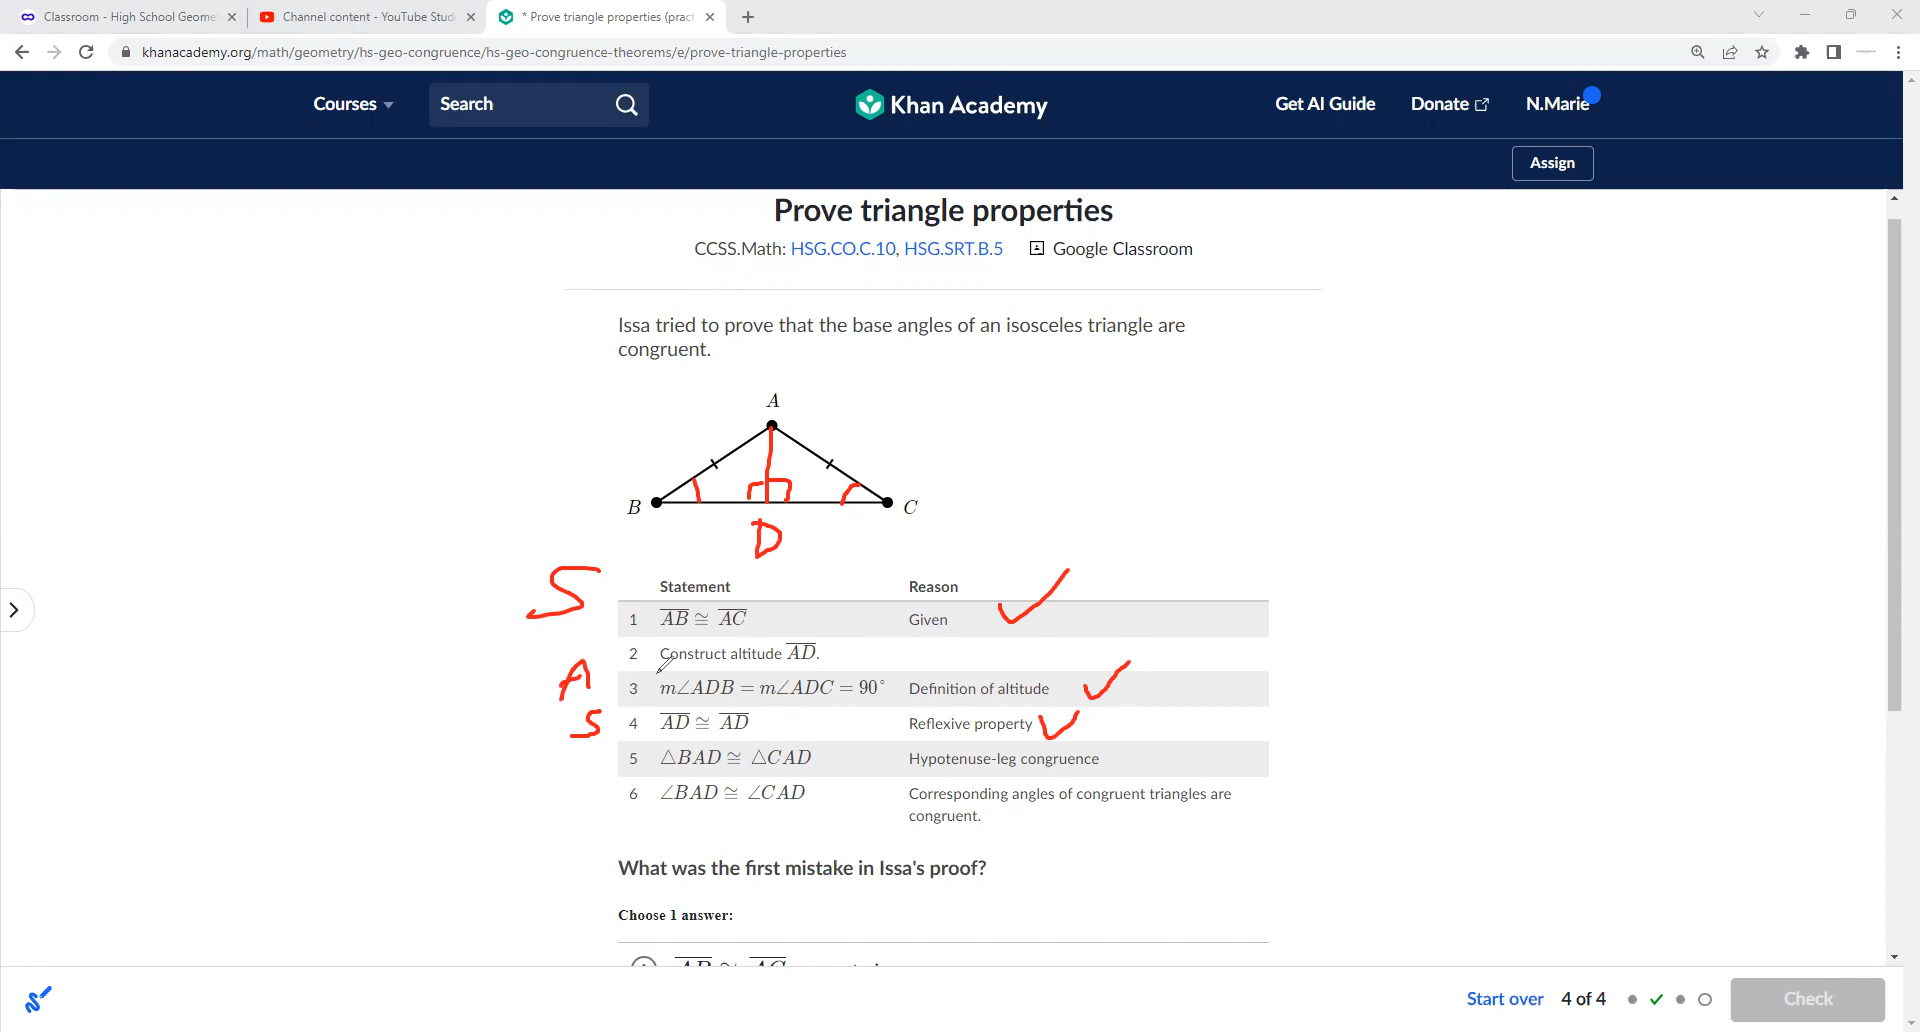 Classroom - High School Geome
Channel content - YouTube Stud
* Prove triangle properties (pract
khanacademy.org/math/geometry/hs-geo-congruence/hs-geo-congruence-theorems/e/prove-triangle-properties
Courses
Search
Khan Academy
Get AI Guide
Donate
N.Marie
Assign
Prove triangle properties
CCSS.Math: HSG.CO.C.10, HSG.SRT.B.5 Google Classroom
Issa tried to prove that the base angles of an isosceles triangle are
congruent.
A
B
C
D
S
Statement Reason
1 AB ≅ AC Given
2 Construct altitude AD.
A
3 m∠ADB = m∠ADC = 90° Definition of altitude
S
4 AD ≅ AD Reflexive property
5 △BAD ≅ △CAD Hypotenuse-leg congruence
6 ∠BAD ≅ ∠CAD Corresponding angles of congruent triangles are
congruent.
What was the first mistake in Issa's proof?
Choose 1 answer:
Start over 4 of 4
Check